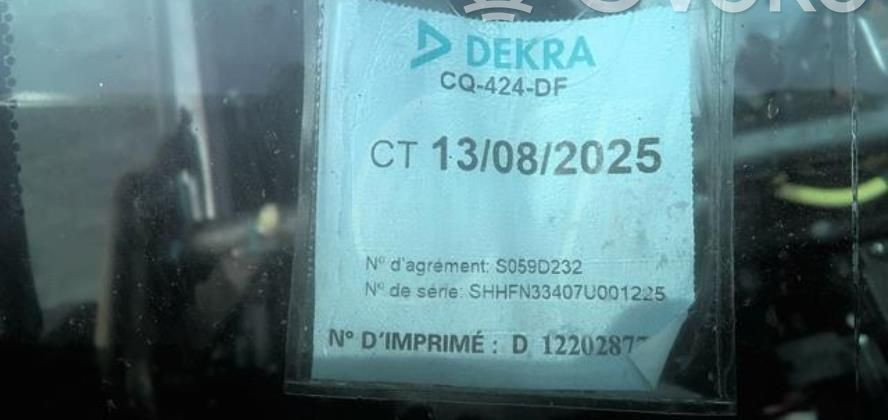 DEKRA
CQ-424-DF
CT 13/08/2025
N° d'agrément: S059D232
N° de série: SHHFN33407U001225
N° D'IMPRIMÉ : D